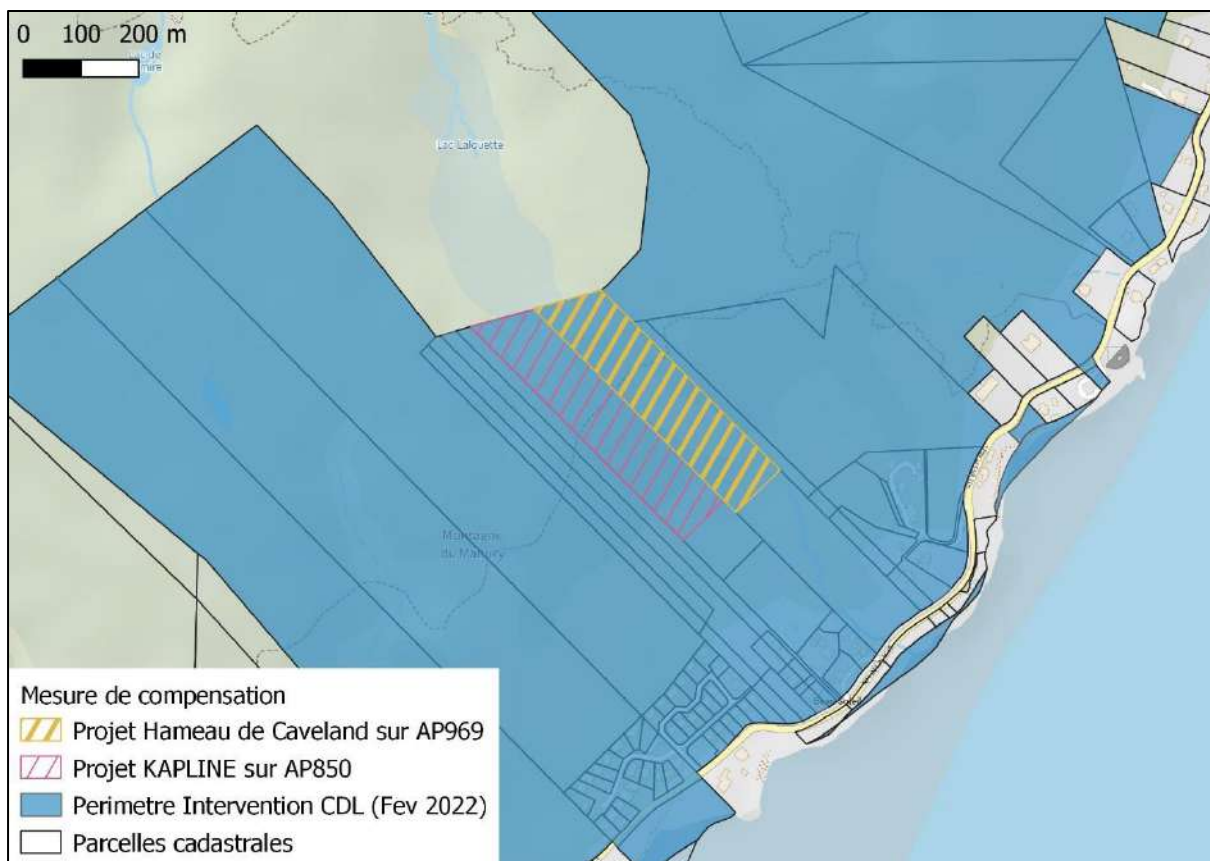 0 100 200 m
Lac Lalouette
Montagne
du Mahury
Mesure de compensation
Projet Hameau de Caveland sur AP969
Projet KAPLINE sur AP850
Perimetre Intervention CDL (Fev 2022)
Parcelles cadastrales